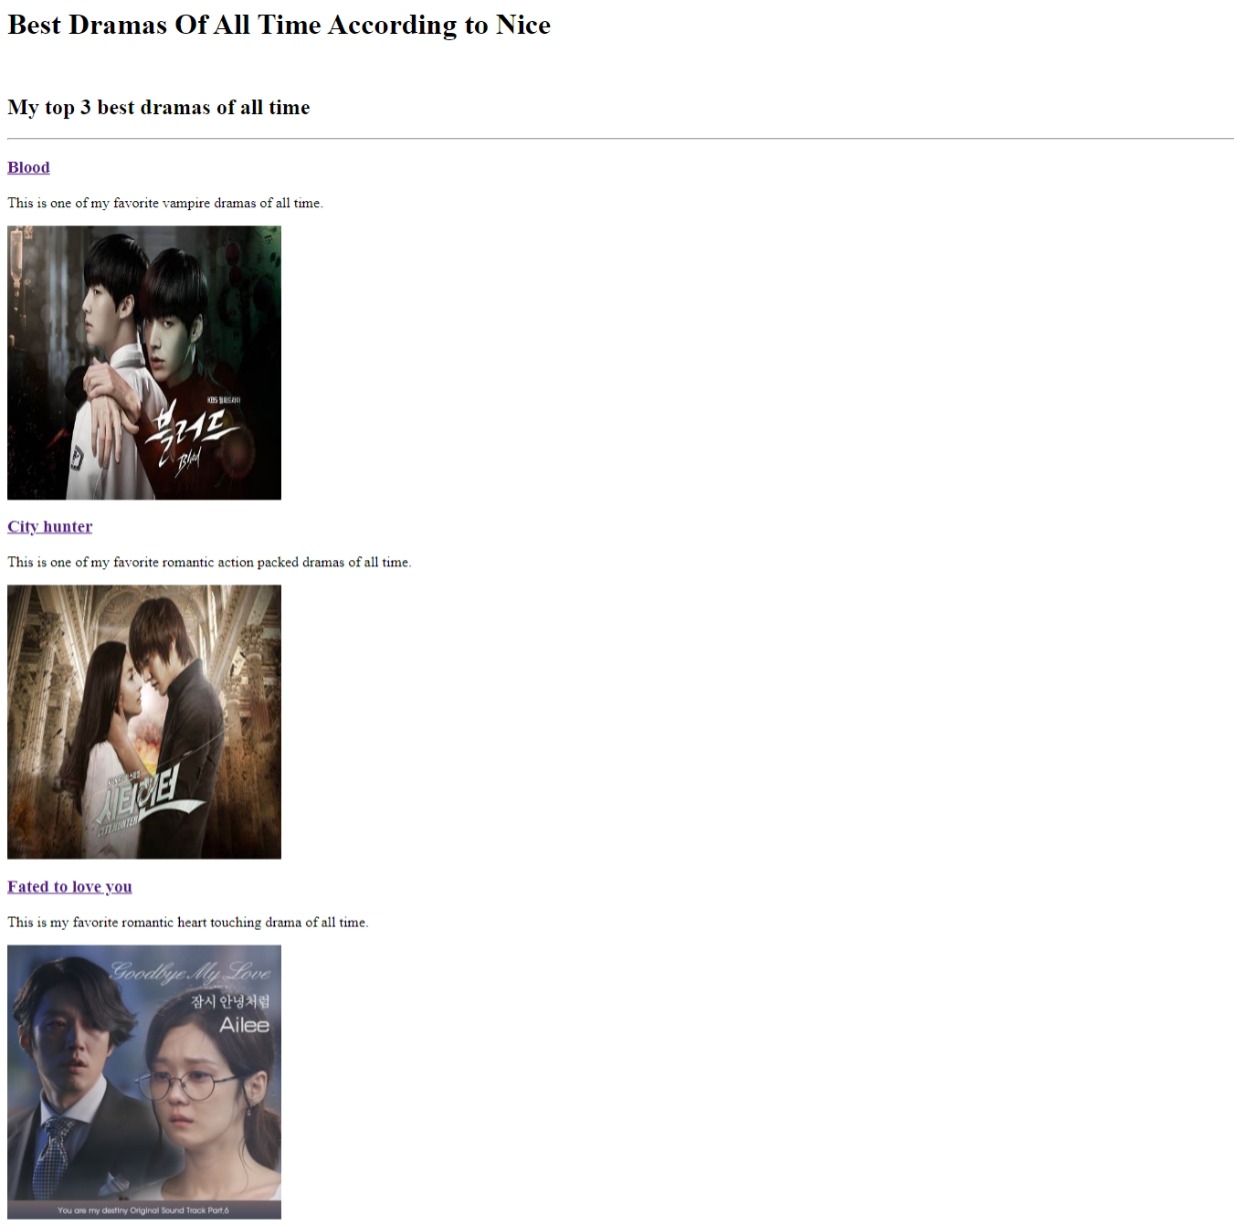 Best Dramas Of All Time According to Nice
My top 3 best dramas of all time
Blood
This is one of my favorite vampire dramas of all time.
KBS 월화드라마
블러드
Blood
City hunter
This is one of my favorite romantic action packed dramas of all time.
시티헌터
CITYHUNTER
Fated to love you
This is my favorite romantic heart touching drama of all time.
Goodbye My Love
잠시 안녕처럼
Ailee
You are my destiny Original Sound Track Part.6